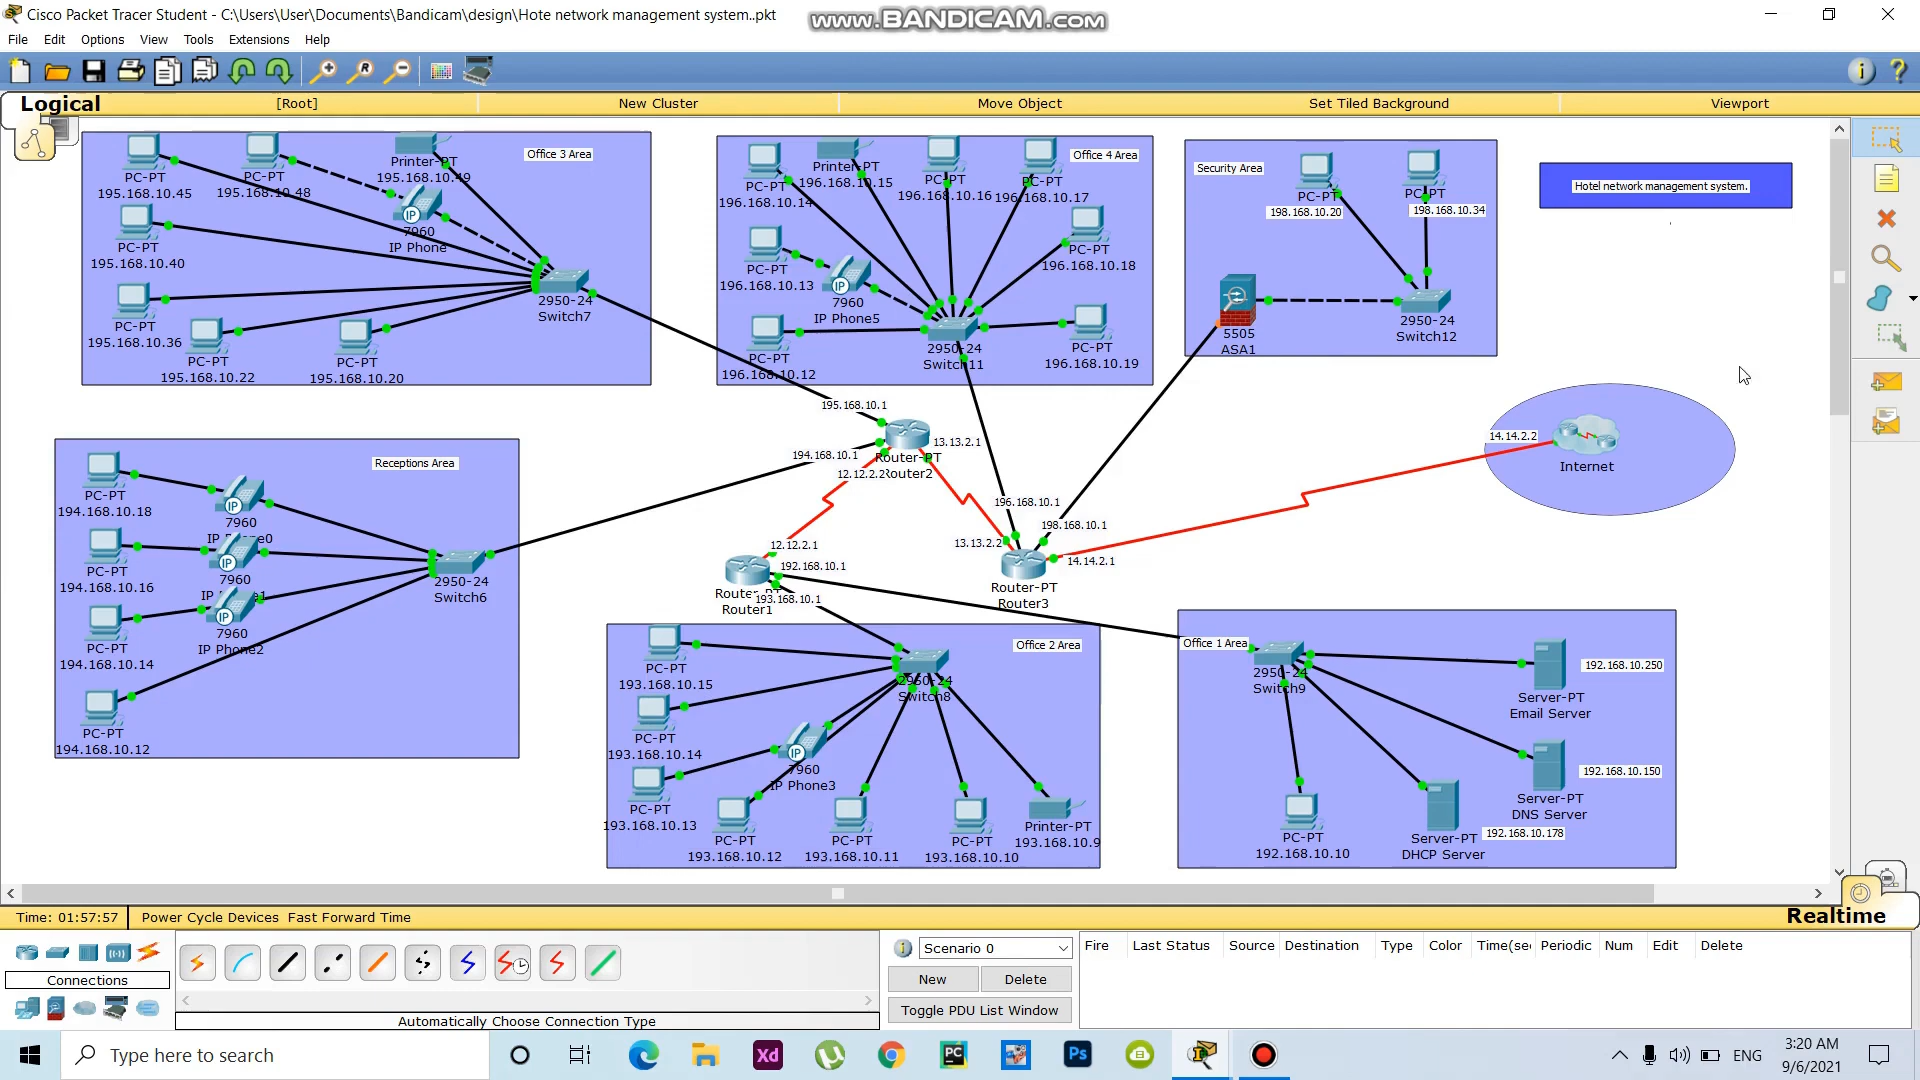 Cisco Packet Tracer Student - C:\Users\User\Documents\Bandicam\design\Hote network management system..pkt
WWW.BANDICAM.COM
File Edit Options View Tools Extensions Help
Logical [Root] New Cluster Move Object Set Tiled Background Viewport
Office 3 Area
PC-PT
195.168.10.45
PC-PT
195.168.10.48
Printer-PT
195.168.10.49
7960
IP Phone
PC-PT
195.168.10.40
PC-PT
195.168.10.36
PC-PT
195.168.10.22
PC-PT
195.168.10.20
2950-24
Switch7
Office 4 Area
PC-PT
196.168.10.14
Printer-PT
196.168.10.15
PC-PT
196.168.10.16
PC-PT
196.168.10.17
PC-PT
196.168.10.18
PC-PT
196.168.10.13
7960
IP Phone5
PC-PT
196.168.10.12
2950-24
Switch11
PC-PT
196.168.10.19
Security Area
PC-PT
198.168.10.20
PC-PT
198.168.10.34
5505
ASA1
2950-24
Switch12
Hotel network management system.
14.14.2.2
Internet
195.168.10.1
13.13.2.1
194.168.10.1
Router-PT
Router2
12.12.2.2
196.168.10.1
198.168.10.1
13.13.2.2
14.14.2.1
Router-PT
Router3
12.12.2.1
192.168.10.1
193.168.10.1
Router1
Receptions Area
PC-PT
194.168.10.18
7960
IP Phone0
PC-PT
194.168.10.16
7960
PC-PT
194.168.10.14
7960
IP Phone2
PC-PT
194.168.10.12
2950-24
Switch6
Office 2 Area
PC-PT
193.168.10.15
PC-PT
193.168.10.14
PC-PT
193.168.10.13
7960
IP Phone3
PC-PT
193.168.10.12
PC-PT
193.168.10.11
PC-PT
193.168.10.10
Printer-PT
193.168.10.9
2950-24
Switch8
Office 1 Area
2950-24
Switch9
192.168.10.250
Server-PT
Email Server
192.168.10.150
Server-PT
DNS Server
192.168.10.178
Server-PT
DHCP Server
PC-PT
192.168.10.10
Time: 01:57:57 Power Cycle Devices Fast Forward Time
Realtime
Connections
Automatically Choose Connection Type
Scenario 0
New Delete
Toggle PDU List Window
Fire Last Status Source Destination Type Color Time(sec Periodic Num Edit Delete
Type here to search
ENG
3:20 AM
9/6/2021